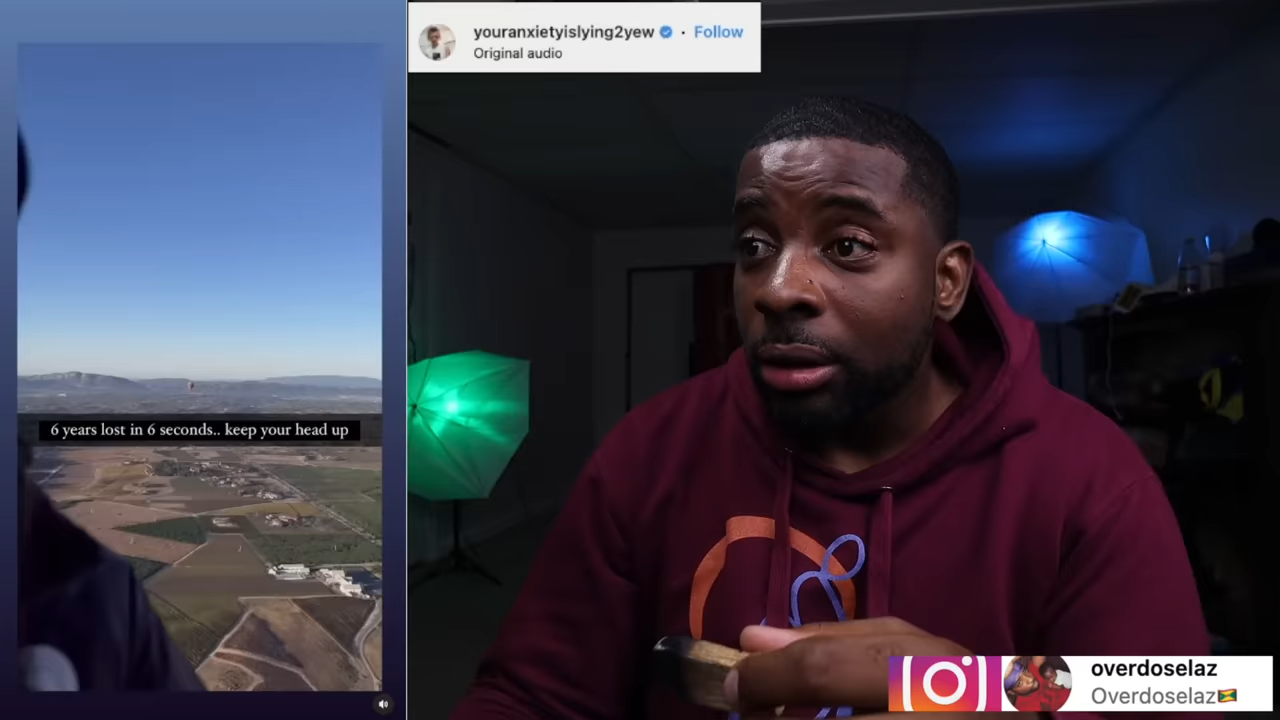 youranxietyislying2yew · Follow
Original audio
6 years lost in 6 seconds.. keep your head up
overdoselaz
Overdoselaz🇬🇩